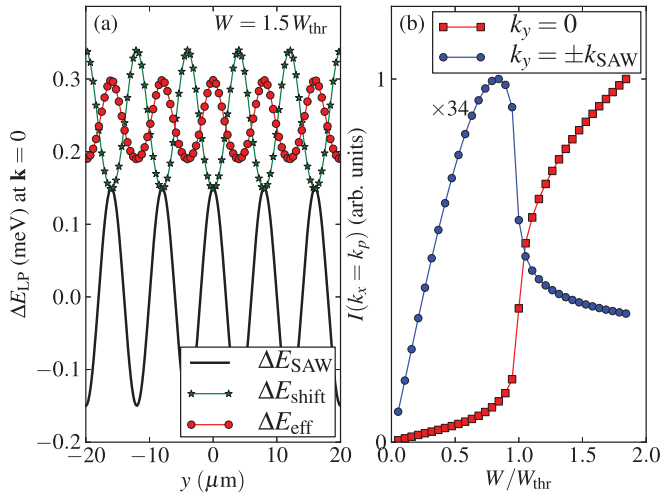 (a)
W = 1.5W_thr
ΔE_LP (meV) at k = 0
0.3
0.2
0.1
0.0
−0.1
−0.2
ΔE_SAW
ΔE_shift
ΔE_eff
−20 −10 0 10 20
y (μm)
(b)
k_y = 0
k_y = ±k_SAW
×34
I(k_x = k_p) (arb. units)
1
0
0.0 0.5 1.0 1.5 2.0
W/W_thr